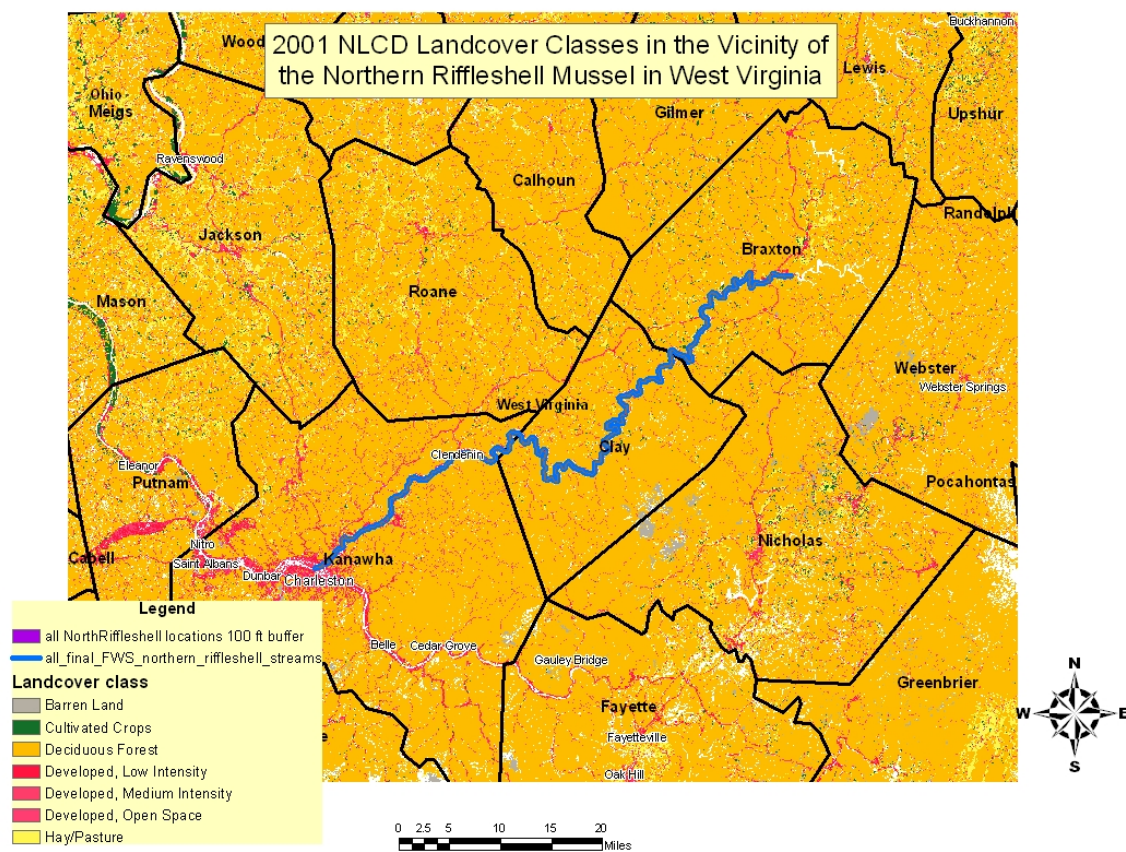 Buckhannon
2001 NLCD Landcover Classes in the Vicinity of
the Northern Riffleshell Mussel in West Virginia
Wood
Lewis
Ohio
Meigs
Gilmer
Upshur
Ravenswood
Calhoun
Randolph
Jackson
Braxton
Roane
Mason
Webster
Webster Springs
West Virginia
Clay
Clendenin
Eleanor
Putnam
Pocahontas
Nitro
Nicholas
Cabell
Saint Albans
Kanawha
Dunbar
Charleston
Belle
Cedar Grove
Gauley Bridge
Greenbrier
Fayette
Fayetteville
Oak Hill
Legend
all NorthRiffleshell locations 100 ft buffer
all_final_FWS_northern_riffleshell_streams
Landcover class
Barren Land
Cultivated Crops
Deciduous Forest
Developed, Low Intensity
Developed, Medium Intensity
Developed, Open Space
Hay/Pasture
N
W E
S
0 2.5 5 10 15 20
Miles